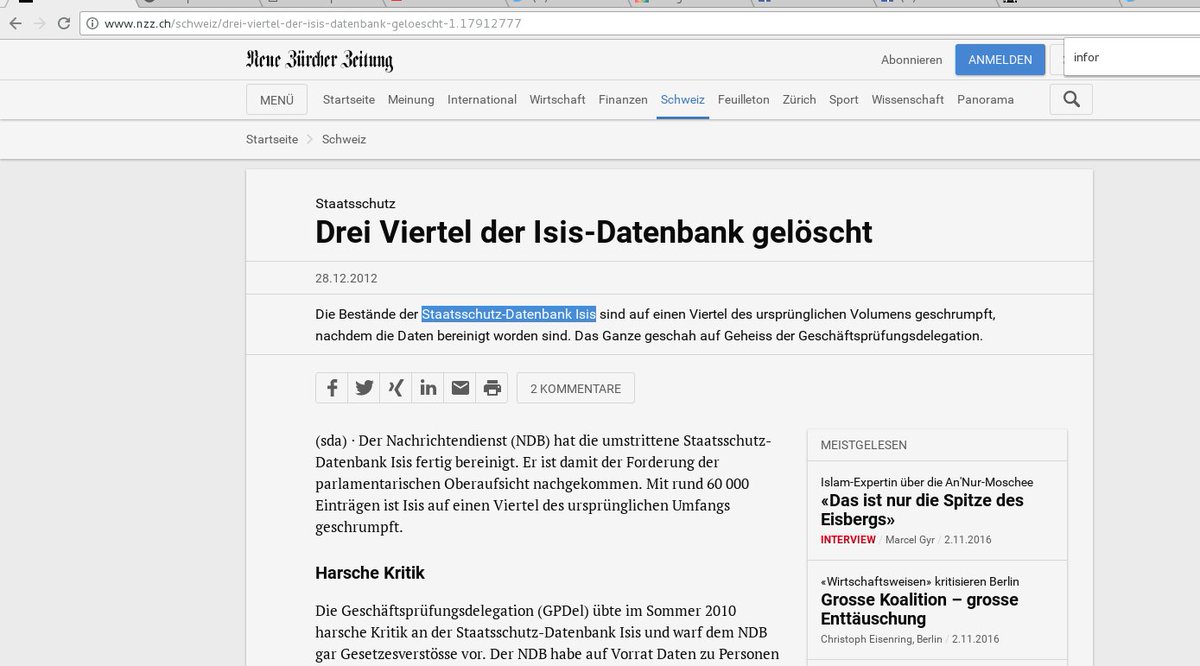 www.nzz.ch/schweiz/drei-viertel-der-isis-datenbank-geloescht-1.17912777
Neue Zürcher Zeitung
Abonnieren
ANMELDEN
infor
MENÜ
Startseite
Meinung
International
Wirtschaft
Finanzen
Schweiz
Feuilleton
Zürich
Sport
Wissenschaft
Panorama
Startseite
Schweiz
Staatsschutz
Drei Viertel der Isis-Datenbank gelöscht
28.12.2012
Die Bestände der Staatsschutz-Datenbank Isis sind auf einen Viertel des ursprünglichen Volumens geschrumpft,
nachdem die Daten bereinigt worden sind. Das Ganze geschah auf Geheiss der Geschäftsprüfungsdelegation.
2 KOMMENTARE
(sda) · Der Nachrichtendienst (NDB) hat die umstrittene Staatsschutz-
Datenbank Isis fertig bereinigt. Er ist damit der Forderung der
parlamentarischen Oberaufsicht nachgekommen. Mit rund 60 000
Einträgen ist Isis auf einen Viertel des ursprünglichen Umfangs
geschrumpft.
Harsche Kritik
Die Geschäftsprüfungsdelegation (GPDel) übte im Sommer 2010
harsche Kritik an der Staatsschutz-Datenbank Isis und warf dem NDB
gar Gesetzesverstösse vor. Der NDB habe auf Vorrat Daten zu Personen
MEISTGELESEN
Islam-Expertin über die An'Nur-Moschee
«Das ist nur die Spitze des
Eisbergs»
INTERVIEW / Marcel Gyr / 2.11.2016
«Wirtschaftsweisen» kritisieren Berlin
Grosse Koalition – grosse
Enttäuschung
Christoph Eisenring, Berlin / 2.11.2016